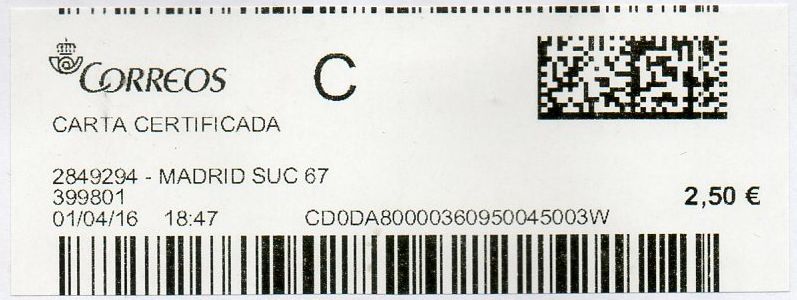 CORREOS
C
CARTA CERTIFICADA
2849294 - MADRID SUC 67
399801
2,50 €
01/04/16 18:47 CD0DA80000360950045003W